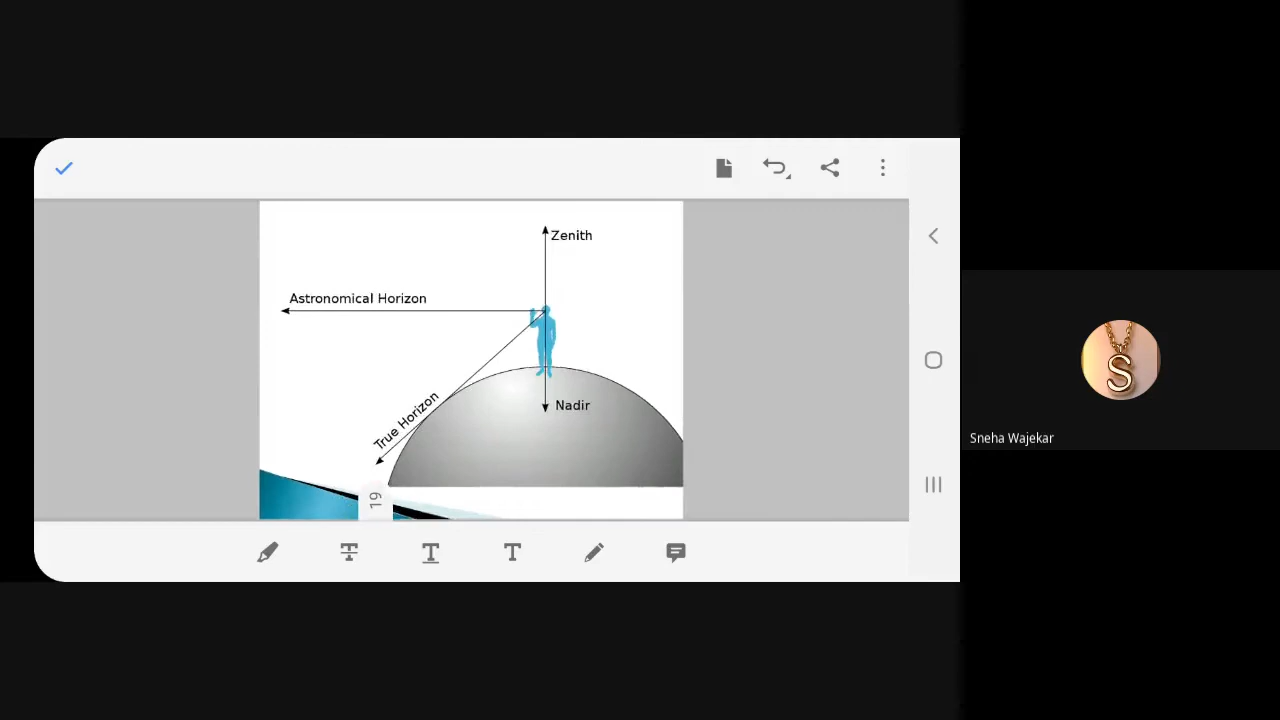 Zenith
Astronomical Horizon
True Horizon
Nadir
19
Sneha Wajekar